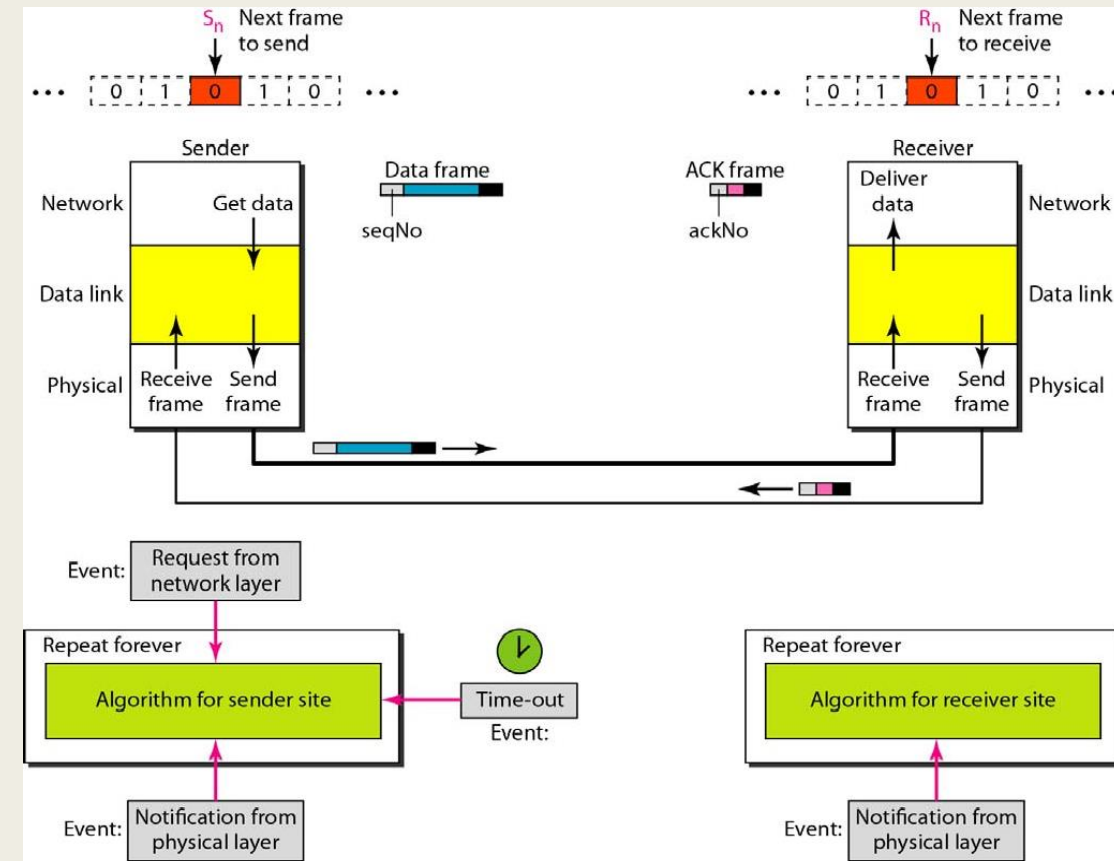 Sn Next frame
to send
Rn Next frame
to receive
... 0 1 0 1 0 ...
... 0 1 0 1 0 ...
Sender
Receiver
Data frame
ACK frame
Network
Get data
seqNo
ackNo
Deliver
data
Network
Data link
Data link
Physical
Receive
frame
Send
frame
Receive
frame
Send
frame
Physical
Event:
Request from
network layer
Repeat forever
Algorithm for sender site
Time-out
Event:
Repeat forever
Algorithm for receiver site
Event:
Notification from
physical layer
Event:
Notification from
physical layer